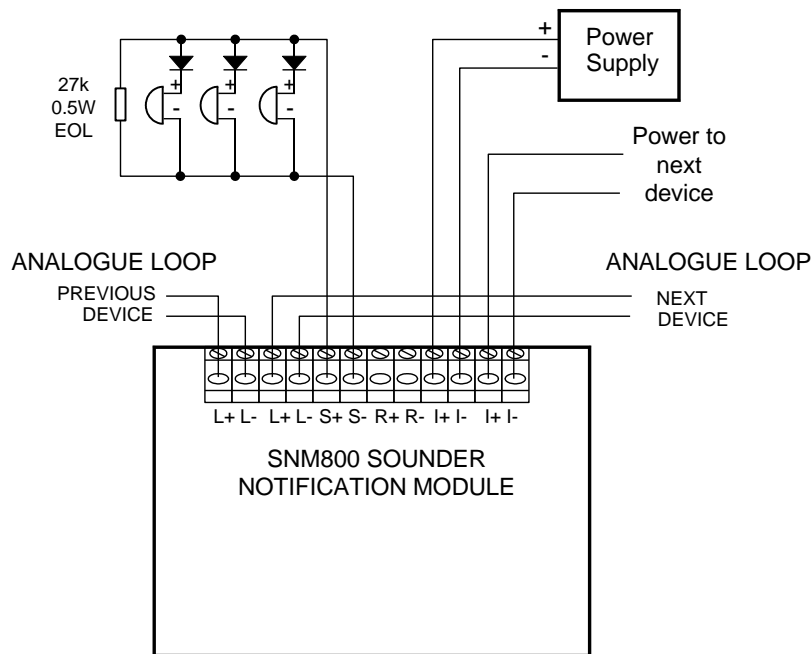 +
-
Power
Supply
27k
0.5W
EOL
+ + +
- - -
Power to
next
device
ANALOGUE LOOP
PREVIOUS
DEVICE
ANALOGUE LOOP
NEXT
DEVICE
L+ L- L+ L- S+ S- R+ R- I+ I- I+ I-
SNM800 SOUNDER
NOTIFICATION MODULE